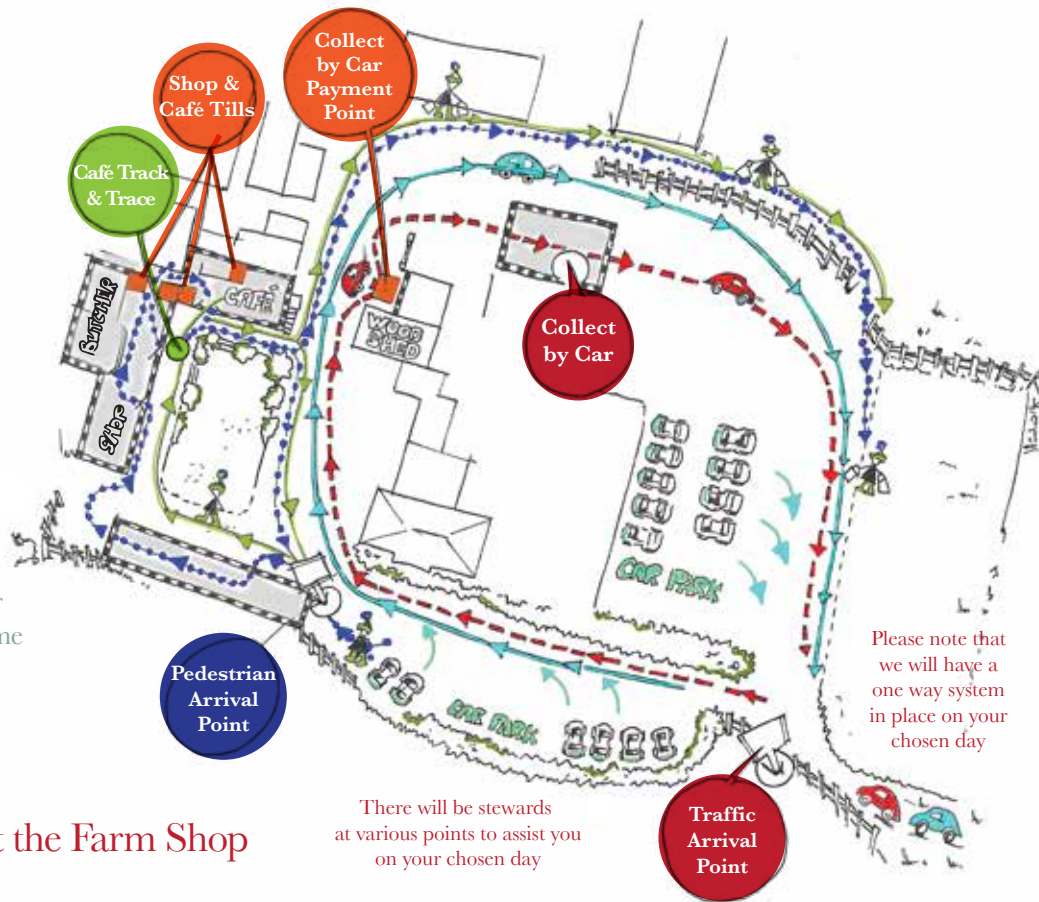 Collect
by Car
Payment
Point
Shop &
Café Tills
Café Track
& Trace
BUTCHER
CAFÉ
SHOP
WOOD
SHED
Collect
by Car
CAR PARK
Pedestrian
Arrival
Point
CAR PARK
Please note that
we will have a
one way system
in place on your
chosen day
There will be stewards
at various points to assist you
on your chosen day
Traffic
Arrival
Point
the Farm Shop